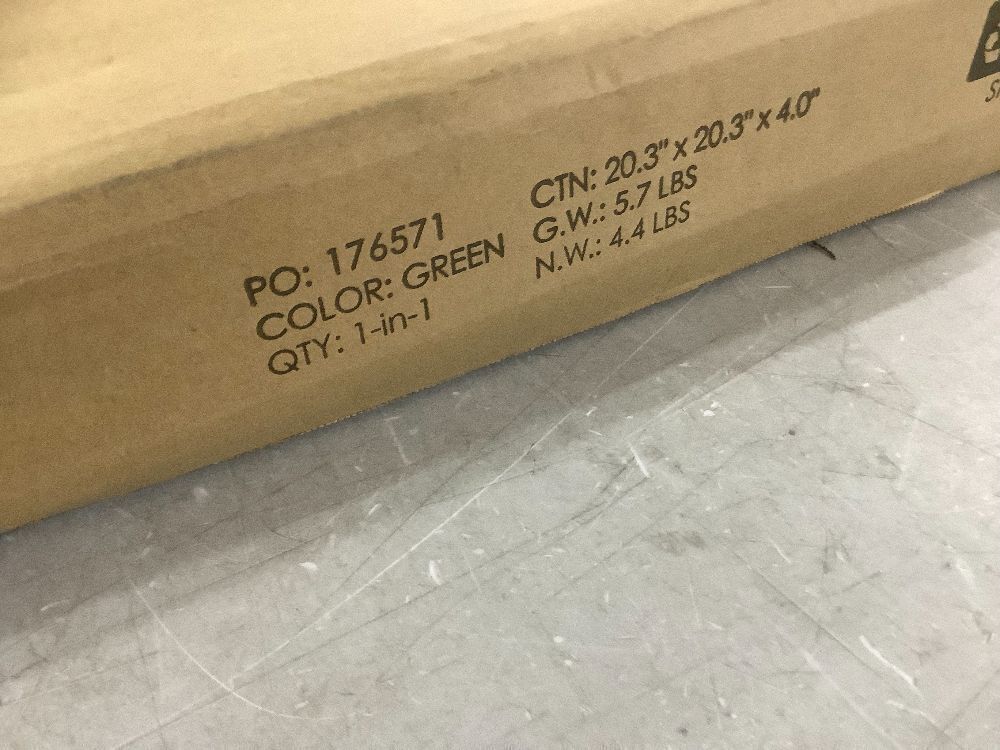 PO: 176571
COLOR: GREEN
QTY: 1-in-1
CTN: 20.3" x 20.3" x 4.0"
G.W.: 5.7 LBS
N.W.: 4.4 LBS